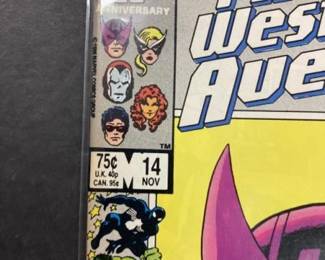 ANNIVERSARY
West
Ave
75¢
U.K. 40p
CAN. 95¢
M
14
NOV
TM